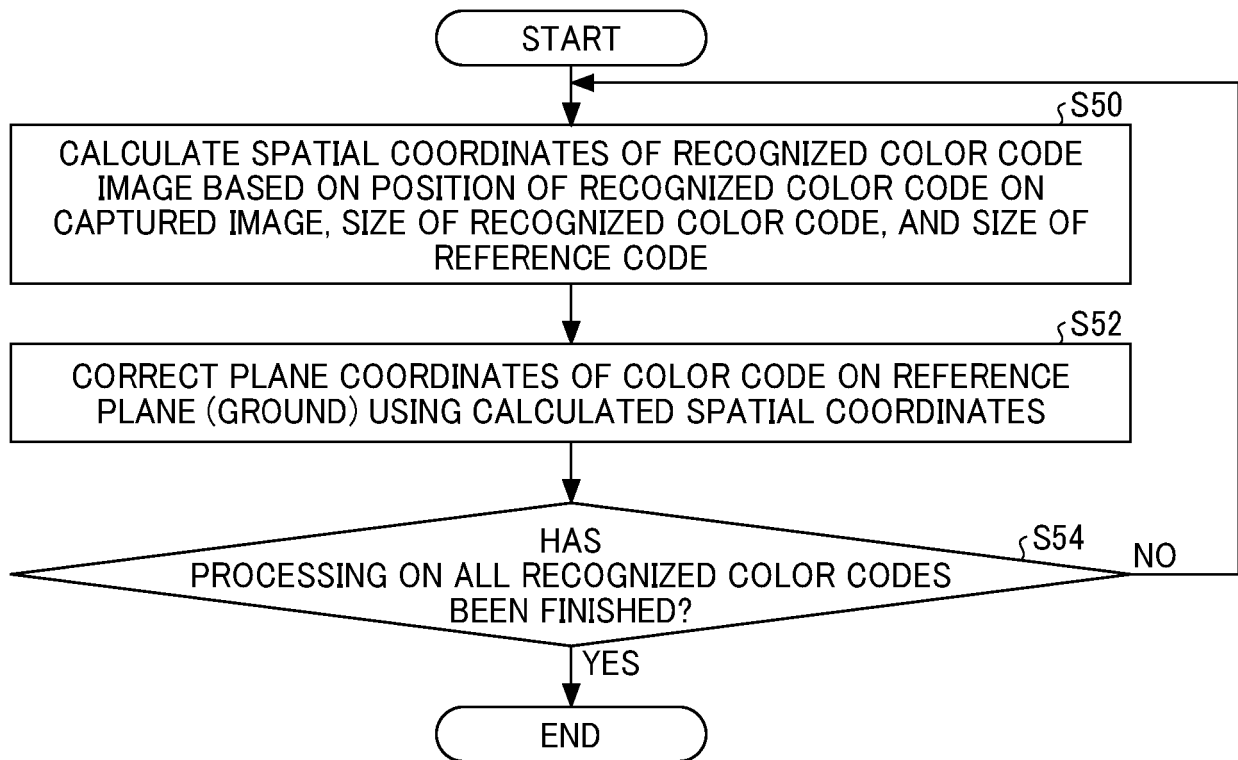 START
S50
CALCULATE SPATIAL COORDINATES OF RECOGNIZED COLOR CODE
IMAGE BASED ON POSITION OF RECOGNIZED COLOR CODE ON
CAPTURED IMAGE, SIZE OF RECOGNIZED COLOR CODE, AND SIZE OF
REFERENCE CODE
S52
CORRECT PLANE COORDINATES OF COLOR CODE ON REFERENCE
PLANE (GROUND) USING CALCULATED SPATIAL COORDINATES
S54
HAS
PROCESSING ON ALL RECOGNIZED COLOR CODES
BEEN FINISHED?
NO
YES
END